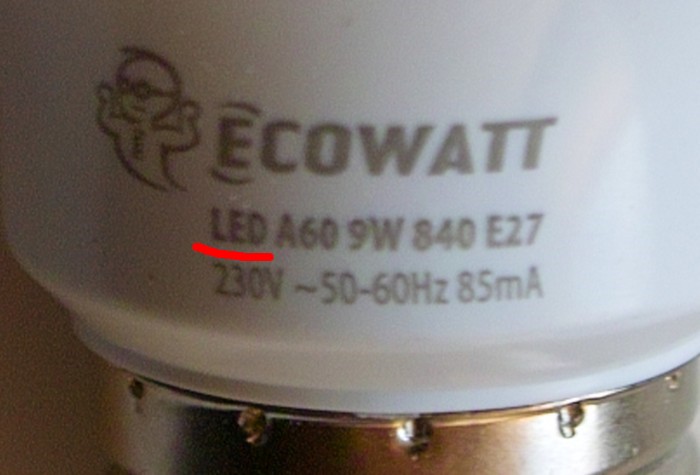 ECOWATT
LED A60 9W 840 E27
230V ~50-60Hz 85mA